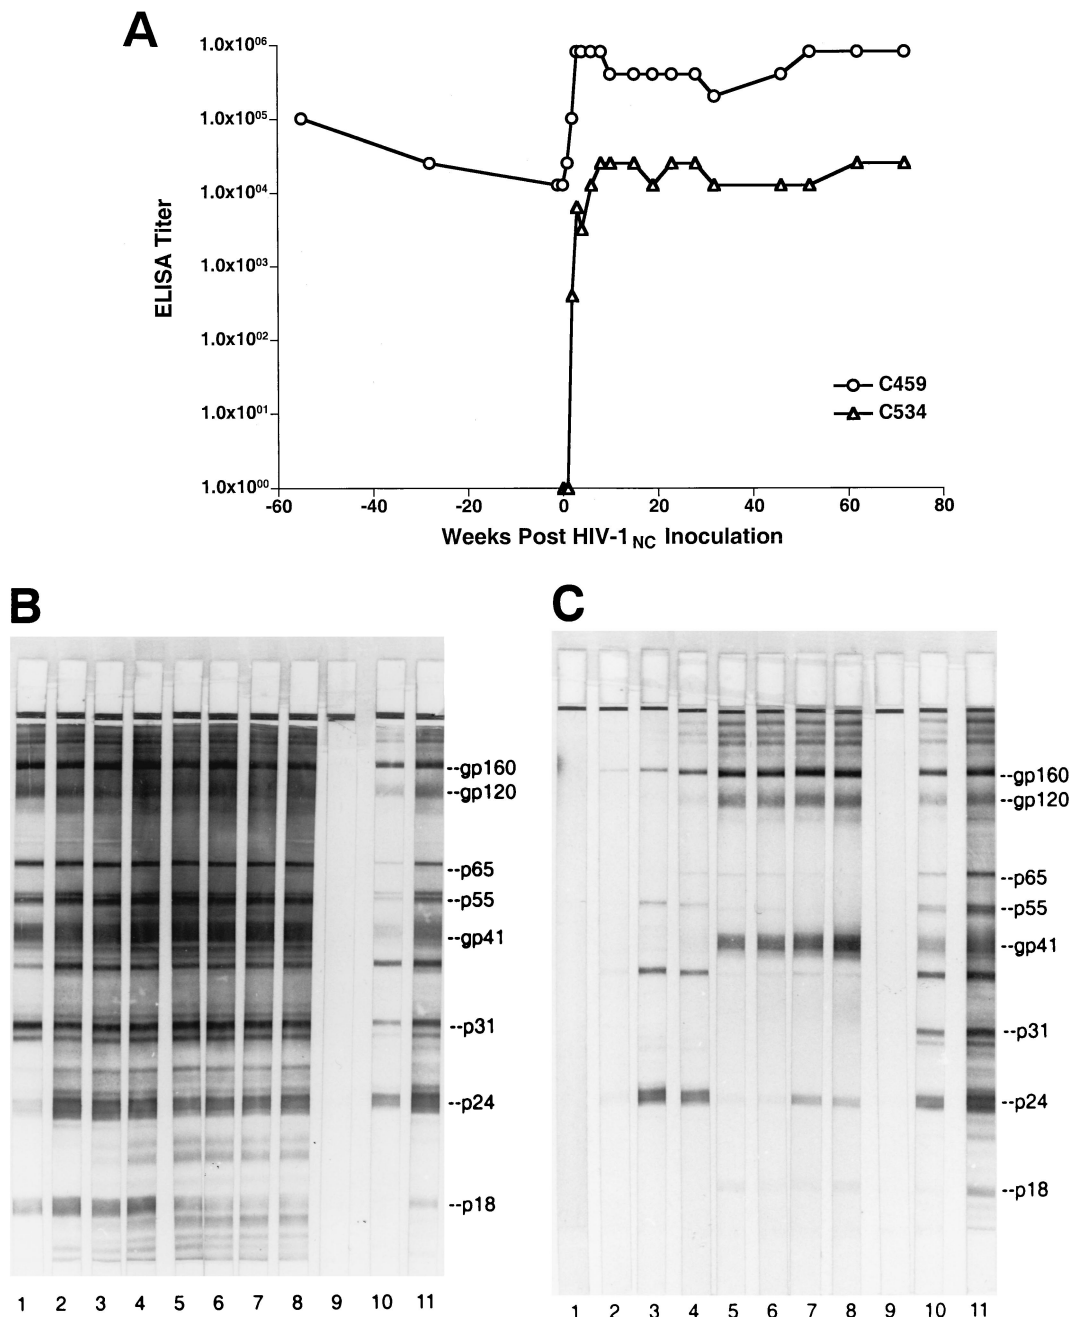 A
1.0x10⁰⁶
1.0x10⁰⁵
1.0x10⁰⁴
1.0x10⁰³
1.0x10⁰²
1.0x10⁰¹
1.0x10⁰⁰
ELISA Titer
C459
C534
-60 -40 -20 0 20 40 60 80
Weeks Post HIV-1NC Inoculation
B
--gp160
--gp120
--p65
--p55
--gp41
--p31
--p24
--p18
1 2 3 4 5 6 7 8 9 10 11
C
--gp160
--gp120
--p65
--p55
--gp41
--p31
--p24
--p18
1 2 3 4 5 6 7 8 9 10 11